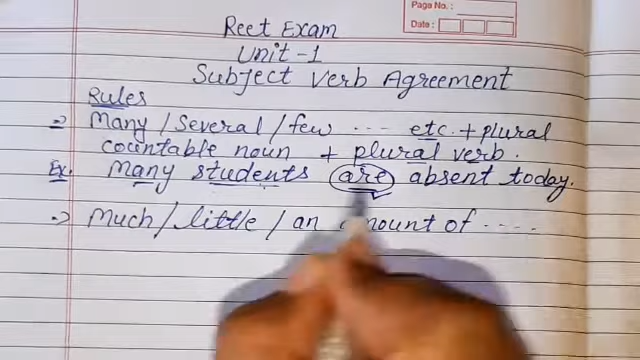 Page No. :
Date :
Reet Exam
Unit-1
Subject Verb Agreement
Rules
=> Many/Several/few ... etc. + plural
countable noun + plural verb.
Ex. Many students are absent today.
=> Much/little/an amount of ....